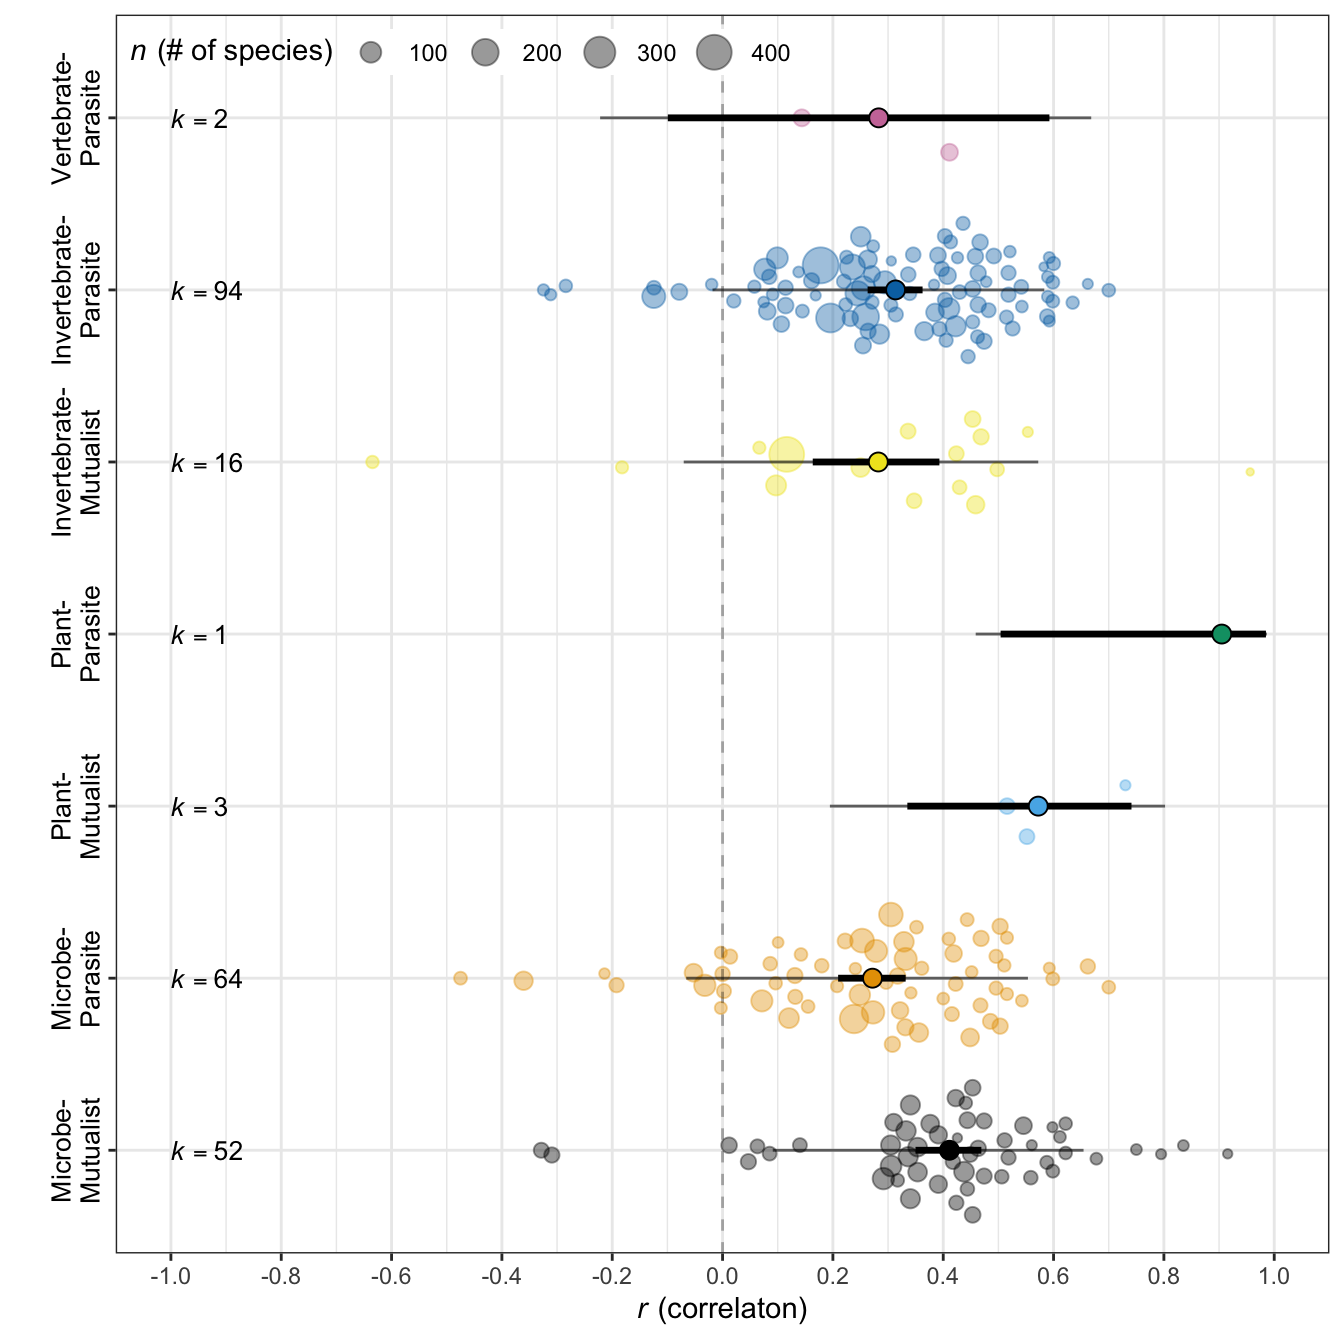 n (# of species) 100 200 300 400
Vertebrate-
Parasite
k = 2
Invertebrate-
Parasite
k = 94
Invertebrate-
Mutualist
k = 16
Plant-
Parasite
k = 1
Plant-
Mutualist
k = 3
Microbe-
Parasite
k = 64
Microbe-
Mutualist
k = 52
-1.0 -0.8 -0.6 -0.4 -0.2 0.0 0.2 0.4 0.6 0.8 1.0
r (correlaton)